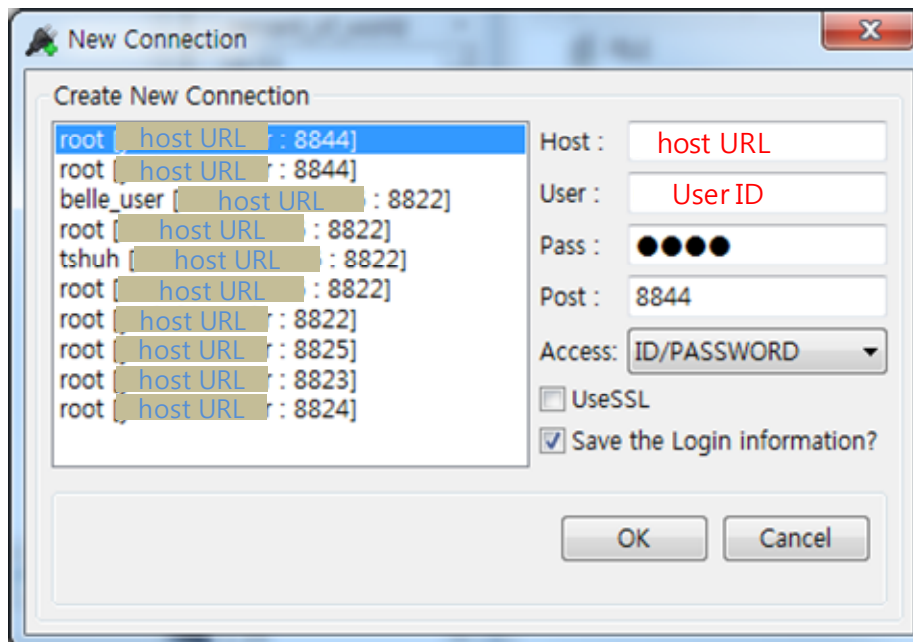 New Connection
Create New Connection
root [ host URL r : 8844]
root [ host URL r : 8844]
belle_user [ host URL : 8822]
root [ host URL : 8822]
tshuh [ host URL : 8822]
root [ host URL : 8822]
root [ host URL r : 8822]
root [ host URL r : 8825]
root [ host URL r : 8823]
root [ host URL r : 8824]
Host : host URL
User : User ID
Pass : ●●●●
Post : 8844
Access: ID/PASSWORD
UseSSL
Save the Login information?
OK
Cancel